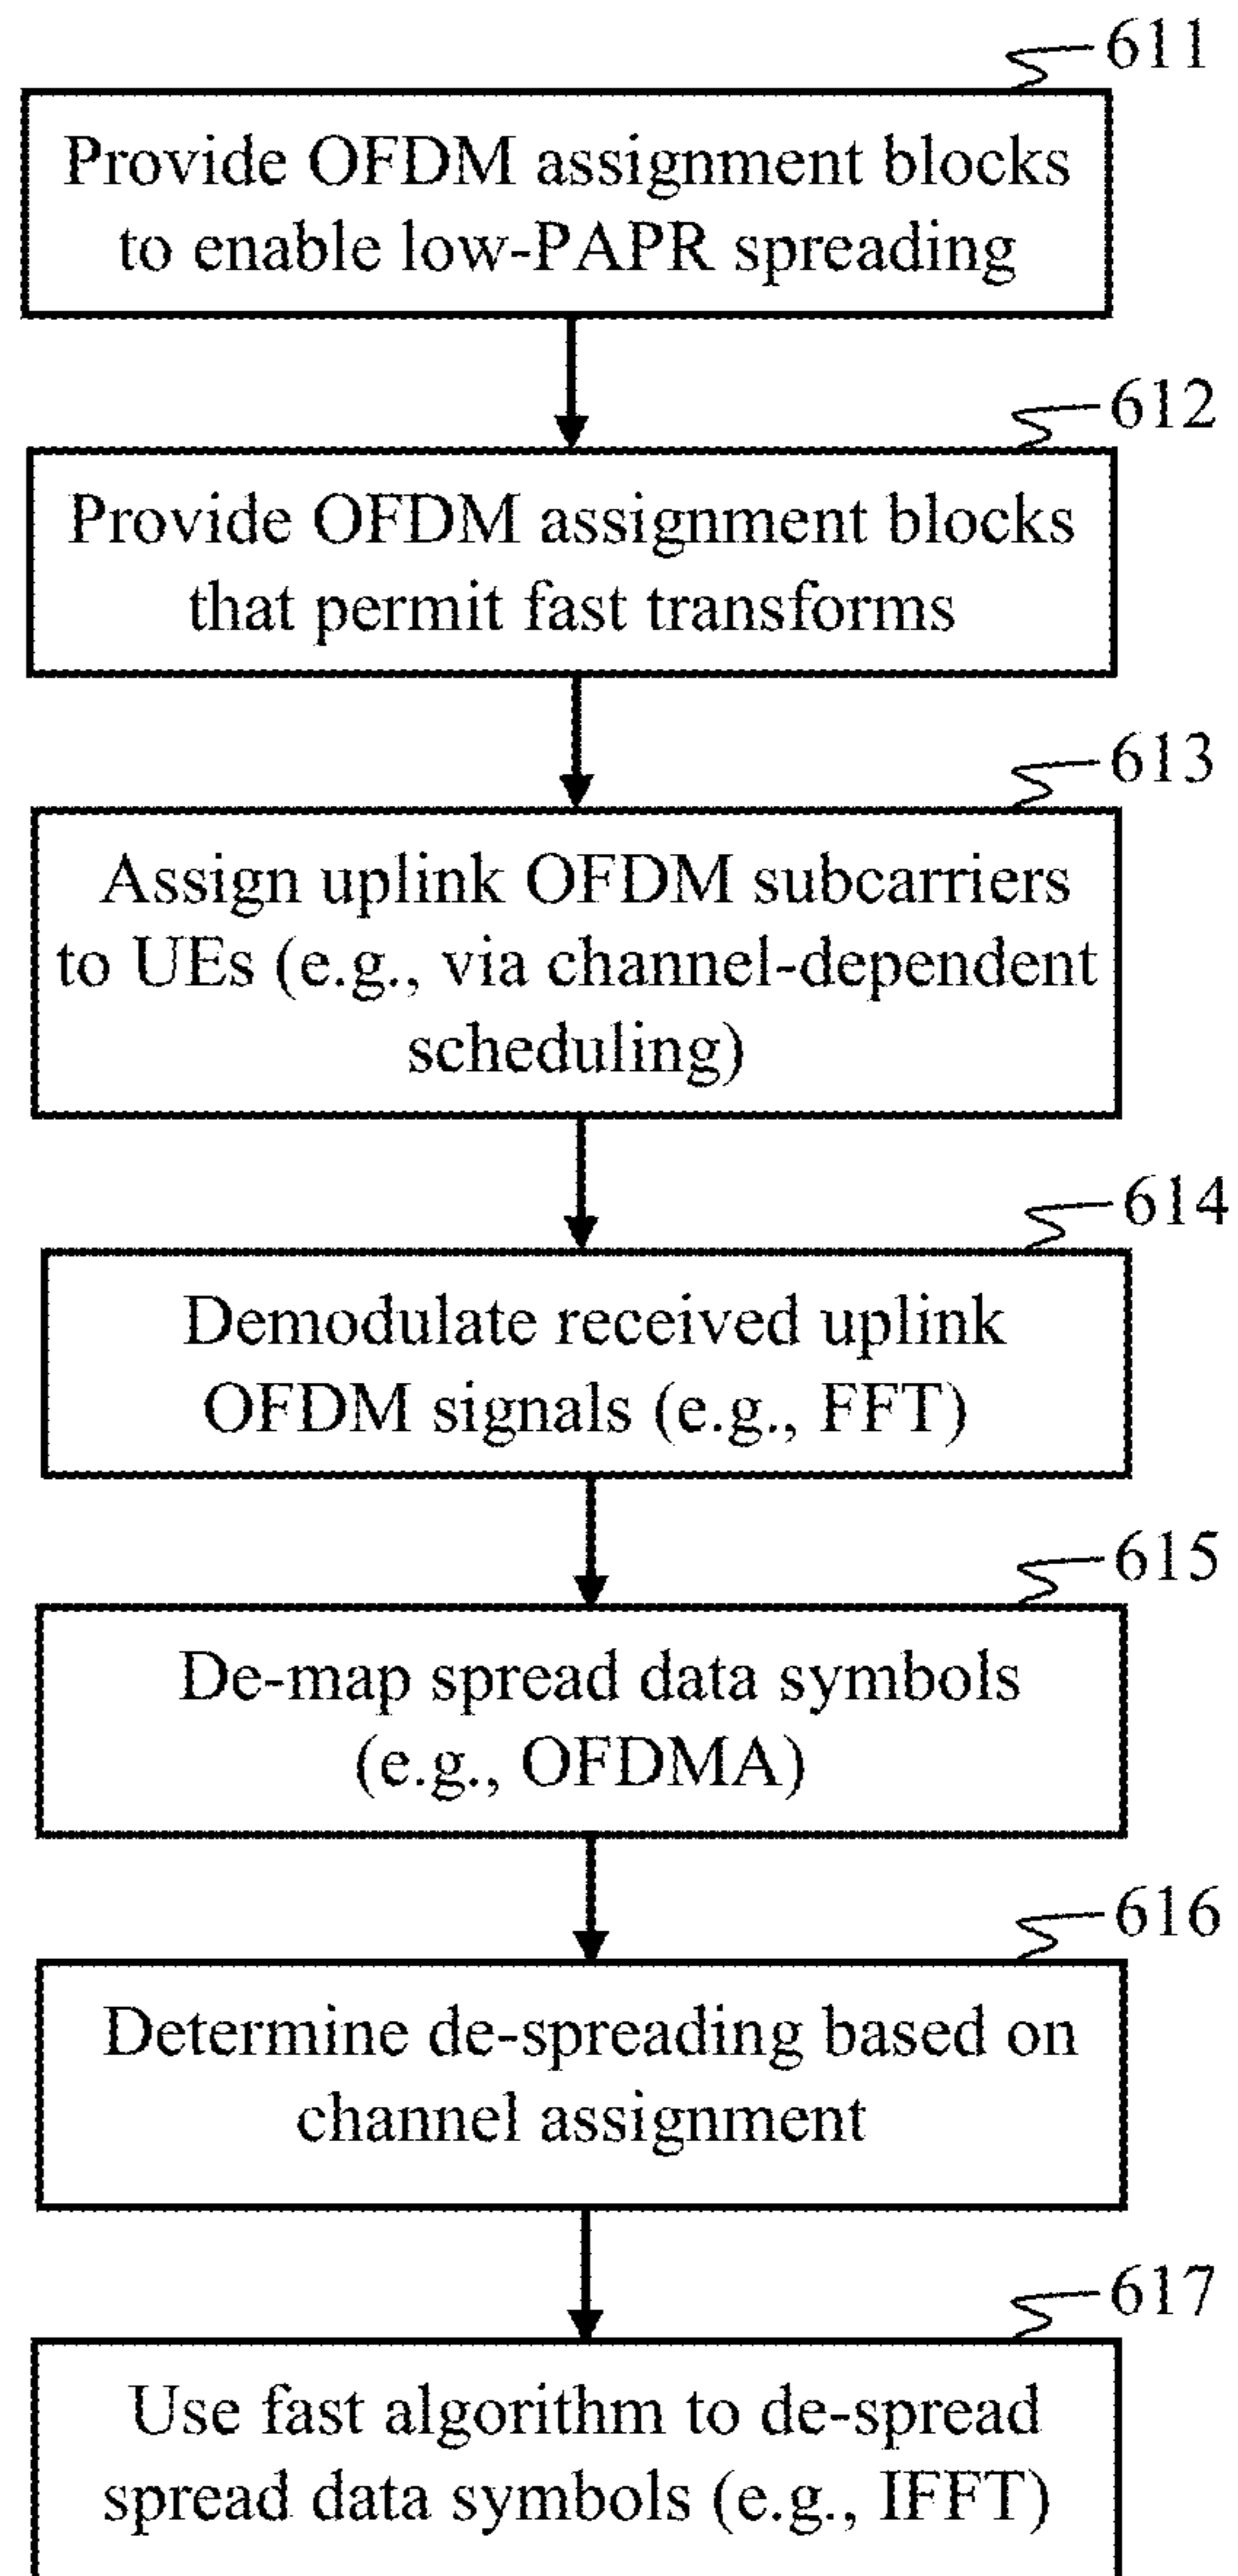 611
Provide OFDM assignment blocks
to enable low-PAPR spreading
612
Provide OFDM assignment blocks
that permit fast transforms
613
Assign uplink OFDM subcarriers
to UEs (e.g., via channel-dependent
scheduling)
614
Demodulate received uplink
OFDM signals (e.g., FFT)
615
De-map spread data symbols
(e.g., OFDMA)
616
Determine de-spreading based on
channel assignment
617
Use fast algorithm to de-spread
spread data symbols (e.g., IFFT)